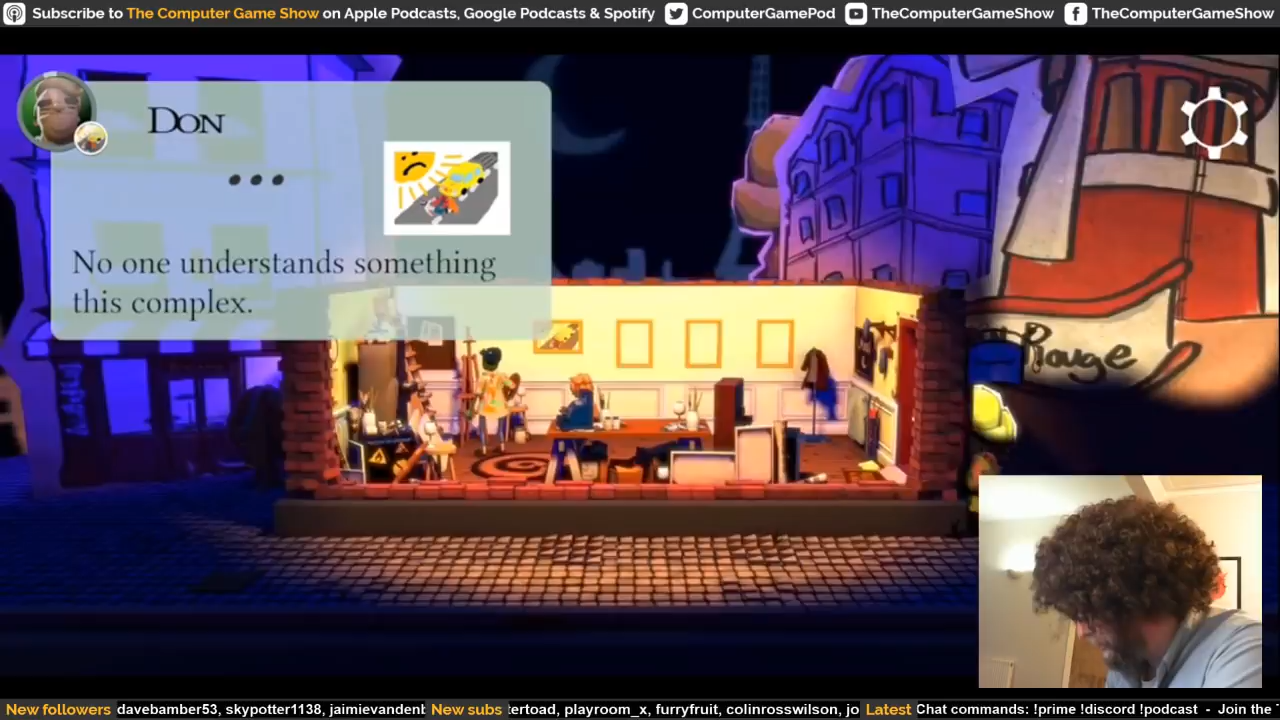 Subscribe to The Computer Game Show on Apple Podcasts, Google Podcasts & Spotify ComputerGamePod TheComputerGameShow TheComputerGameShow
DON
...
No one understands something
this complex.
Rouge
New followers davebamber53, skypotter1138, jaimievandenb New subs ertoad, playroom_x, furryfruit, colinrosswilson, jo Latest Chat commands: !prime !discord !podcast - Join the